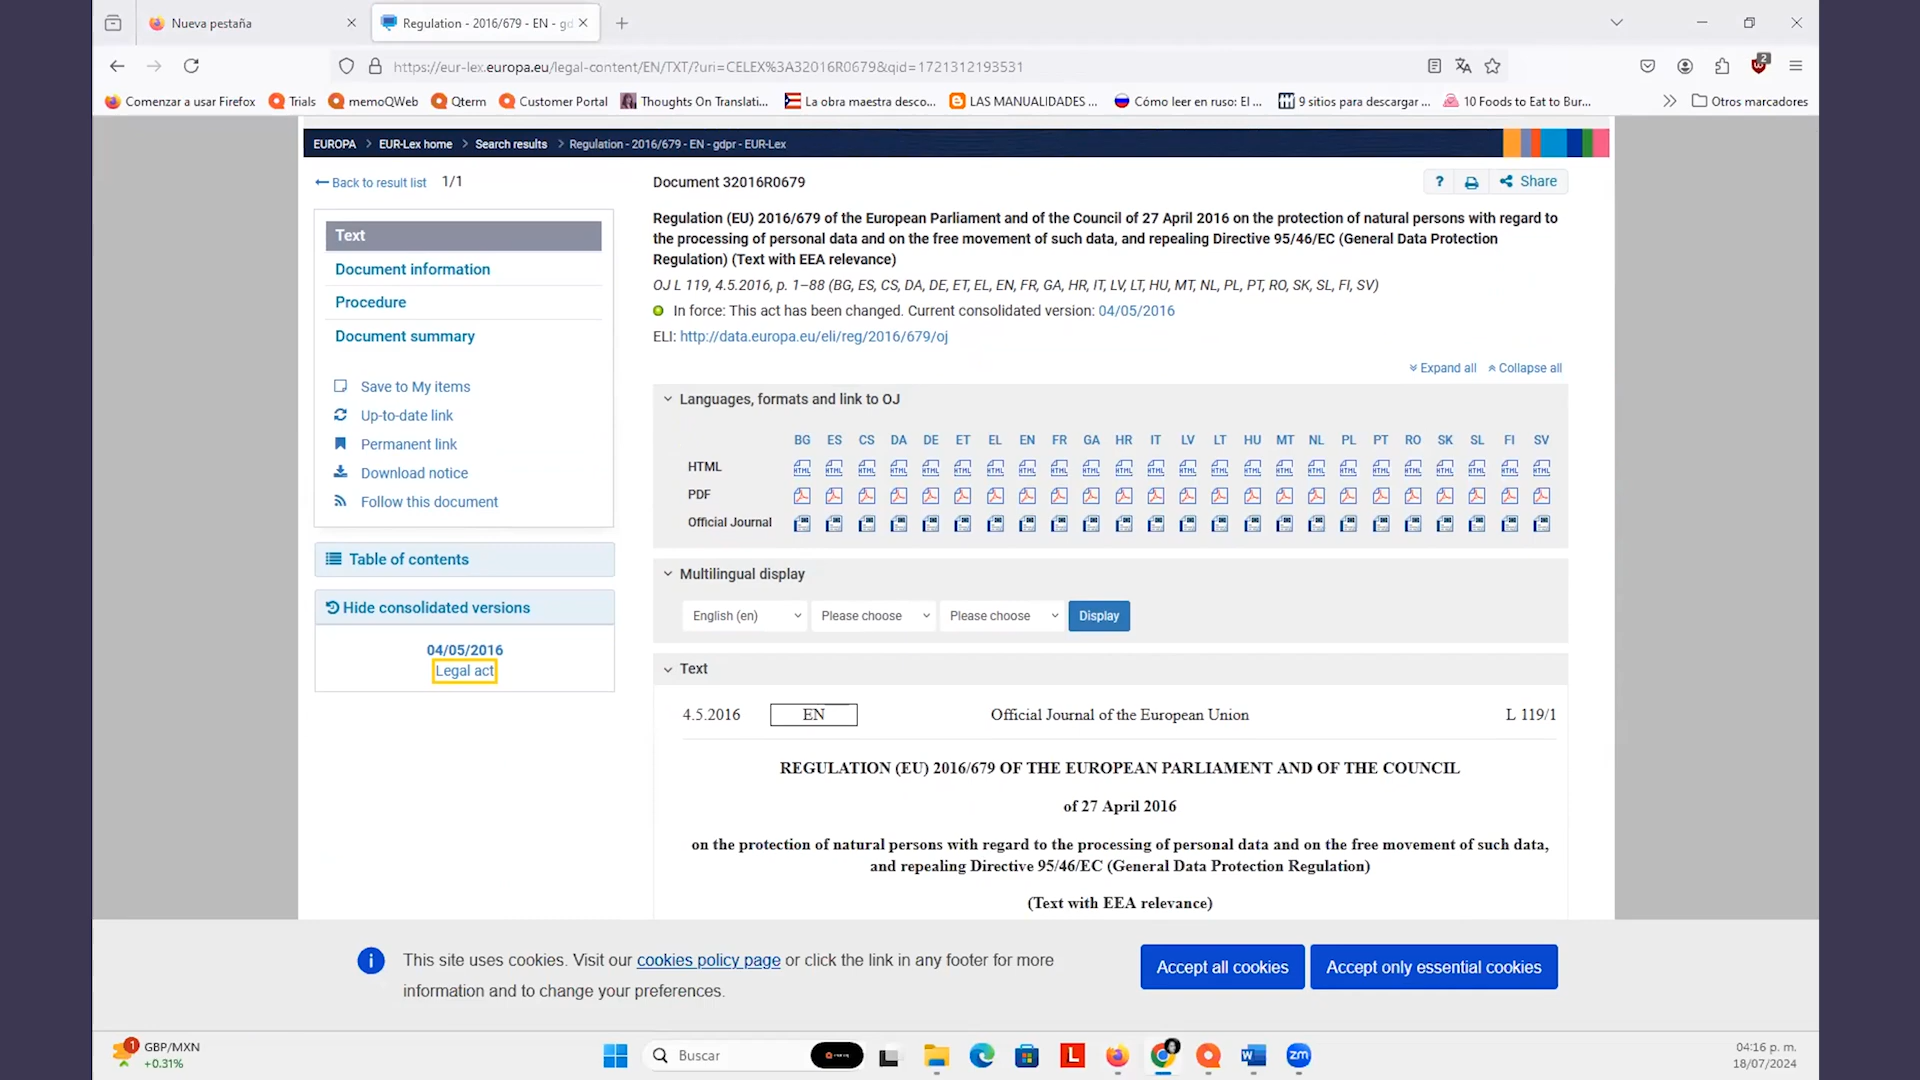 Nueva pestaña
Regulation - 2016/679 - EN - gd
https://eur-lex.europa.eu/legal-content/EN/TXT/?uri=CELEX%3A32016R0679&qid=1721312193531
2
Comenzar a usar Firefox
Trials
memoQWeb
Qterm
Customer Portal
Thoughts On Translati...
La obra maestra desco...
LAS MANUALIDADES ...
Cómo leer en ruso: El ...
9 sitios para descargar ...
10 Foods to Eat to Bur...
Otros marcadores
EUROPA > EUR-Lex home > Search results > Regulation - 2016/679 - EN - gdpr - EUR-Lex
Back to result list 1/1
Document 32016R0679
? Share
Text
Document information
Procedure
Document summary
Save to My items
Up-to-date link
Permanent link
Download notice
Follow this document
Table of contents
Hide consolidated versions
04/05/2016
Legal act
Regulation (EU) 2016/679 of the European Parliament and of the Council of 27 April 2016 on the protection of natural persons with regard to
the processing of personal data and on the free movement of such data, and repealing Directive 95/46/EC (General Data Protection
Regulation) (Text with EEA relevance)
OJ L 119, 4.5.2016, p. 1–88 (BG, ES, CS, DA, DE, ET, EL, EN, FR, GA, HR, IT, LV, LT, HU, MT, NL, PL, PT, RO, SK, SL, FI, SV)
In force: This act has been changed. Current consolidated version: 04/05/2016
ELI: http://data.europa.eu/eli/reg/2016/679/oj
Expand all Collapse all
Languages, formats and link to OJ
BG ES CS DA DE ET EL EN FR GA HR IT LV LT HU MT NL PL PT RO SK SL FI SV
HTML
PDF
Official Journal
Multilingual display
English (en) Please choose Please choose Display
Text
4.5.2016 EN Official Journal of the European Union L 119/1
REGULATION (EU) 2016/679 OF THE EUROPEAN PARLIAMENT AND OF THE COUNCIL
of 27 April 2016
on the protection of natural persons with regard to the processing of personal data and on the free movement of such data,
and repealing Directive 95/46/EC (General Data Protection Regulation)
(Text with EEA relevance)
This site uses cookies. Visit our cookies policy page or click the link in any footer for more
information and to change your preferences.
Accept all cookies
Accept only essential cookies
1
GBP/MXN
+0.31%
Buscar
L
W
zm
04:16 p. m.
18/07/2024